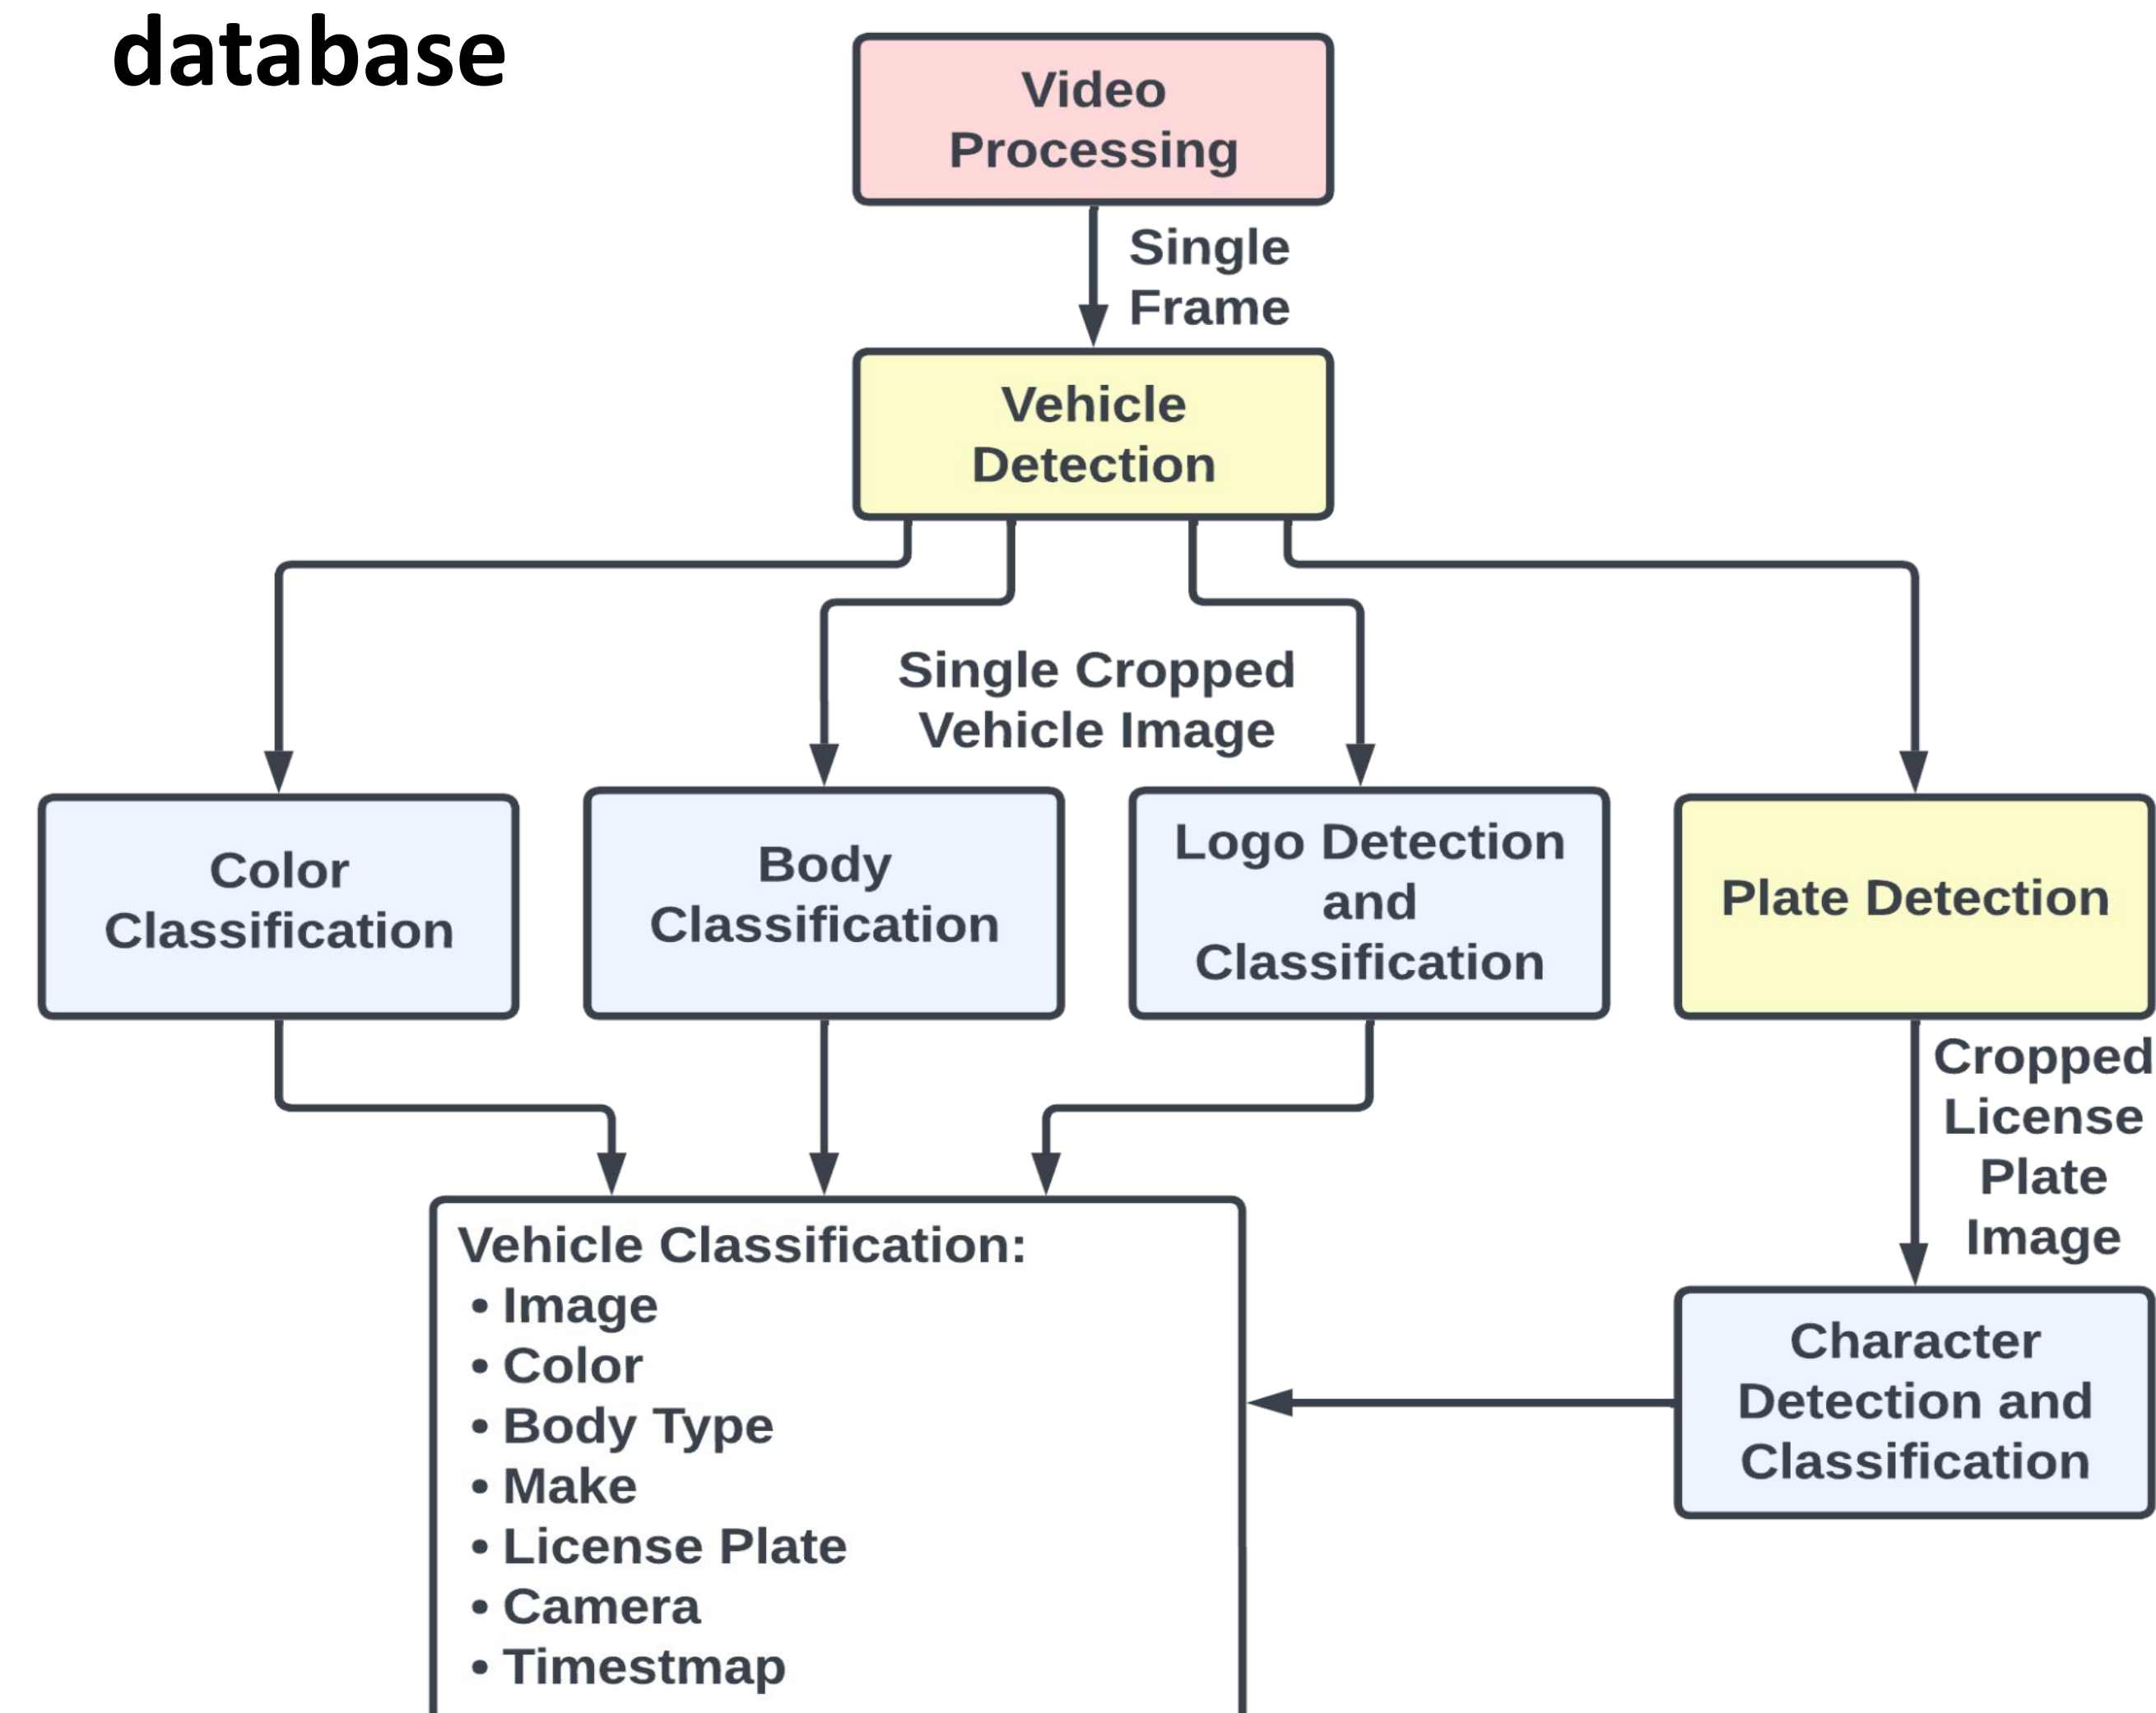 database
Video
Processing
Single
Frame
Vehicle
Detection
Single Cropped
Vehicle Image
Color
Classification
Body
Classification
Logo Detection
and
Classification
Plate Detection
Cropped
License
Plate
Image
Vehicle Classification:
• Image
• Color
• Body Type
• Make
• License Plate
• Camera
• Timestmap
Character
Detection and
Classification